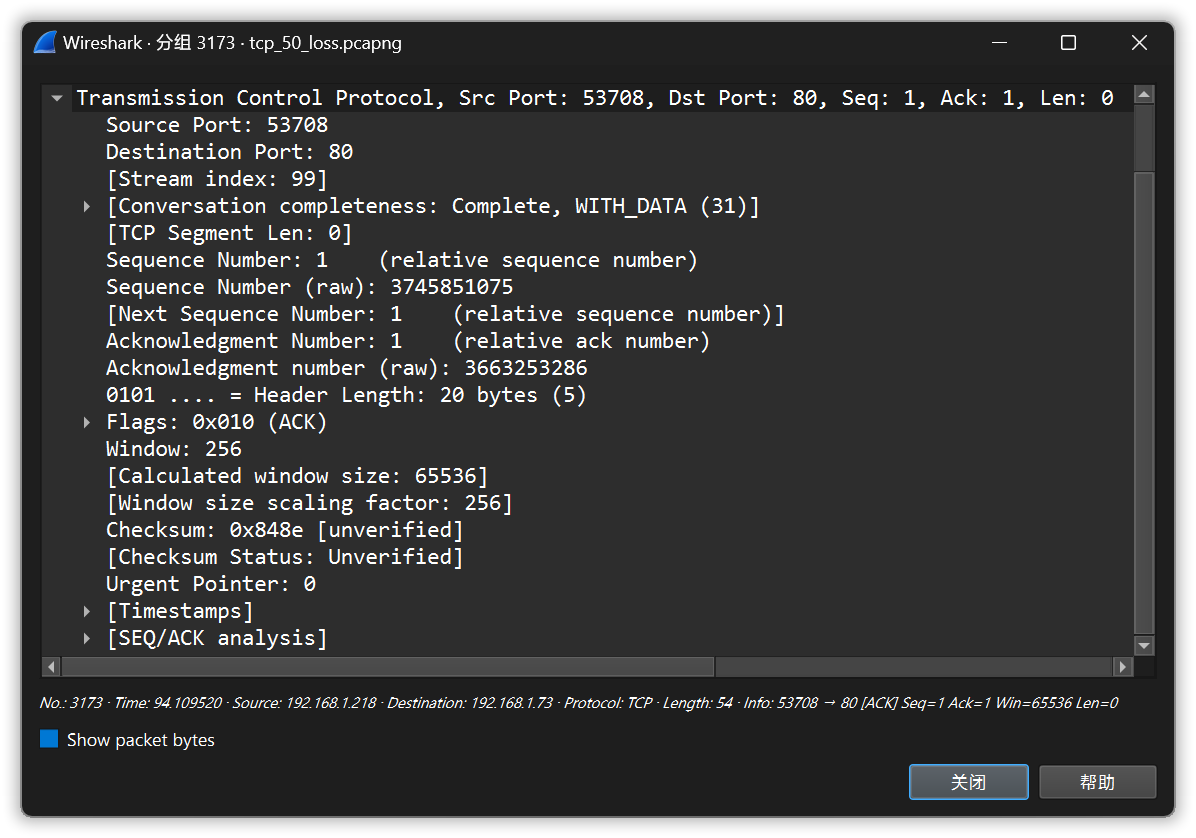 Wireshark · 分组 3173 · tcp_50_loss.pcapng
Transmission Control Protocol, Src Port: 53708, Dst Port: 80, Seq: 1, Ack: 1, Len: 0
Source Port: 53708
Destination Port: 80
[Stream index: 99]
[Conversation completeness: Complete, WITH_DATA (31)]
[TCP Segment Len: 0]
Sequence Number: 1    (relative sequence number)
Sequence Number (raw): 3745851075
[Next Sequence Number: 1    (relative sequence number)]
Acknowledgment Number: 1    (relative ack number)
Acknowledgment number (raw): 3663253286
0101 .... = Header Length: 20 bytes (5)
Flags: 0x010 (ACK)
Window: 256
[Calculated window size: 65536]
[Window size scaling factor: 256]
Checksum: 0x848e [unverified]
[Checksum Status: Unverified]
Urgent Pointer: 0
[Timestamps]
[SEQ/ACK analysis]
No.: 3173 · Time: 94.109520 · Source: 192.168.1.218 · Destination: 192.168.1.73 · Protocol: TCP · Length: 54 · Info: 53708 → 80 [ACK] Seq=1 Ack=1 Win=65536 Len=0
Show packet bytes
关闭 帮助